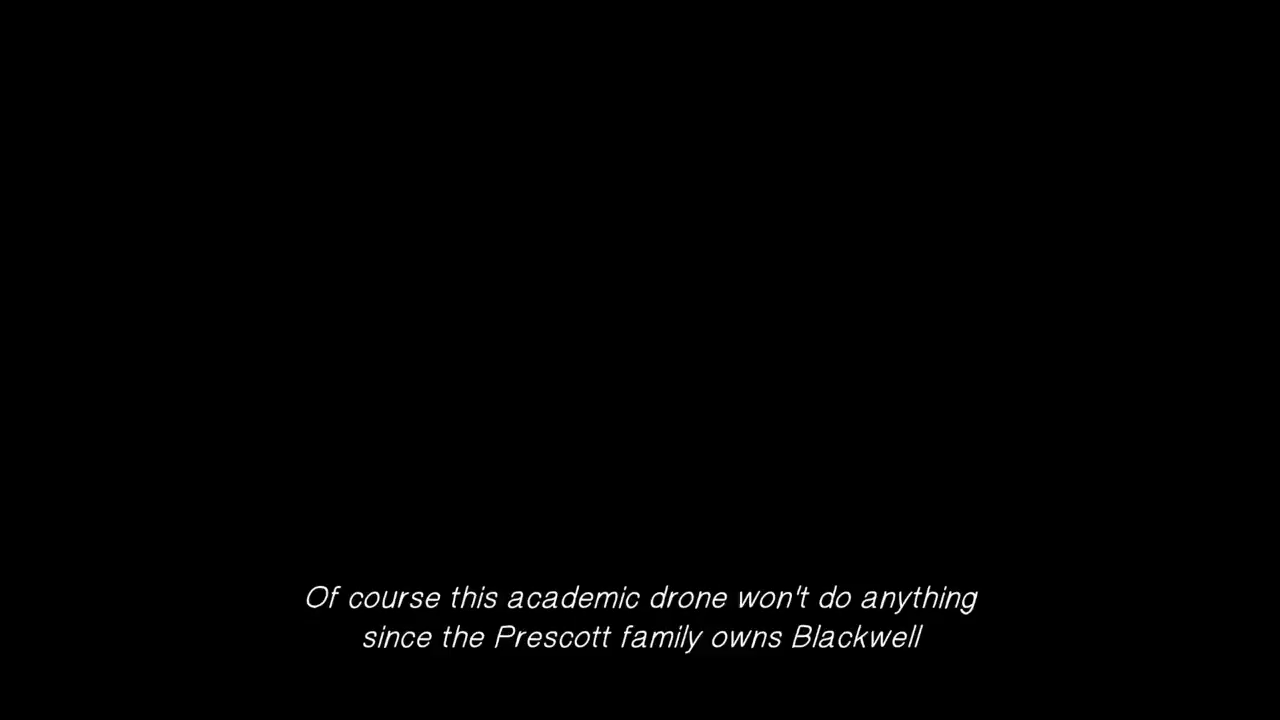 Of course this academic drone won't do anything
since the Prescott family owns Blackwell